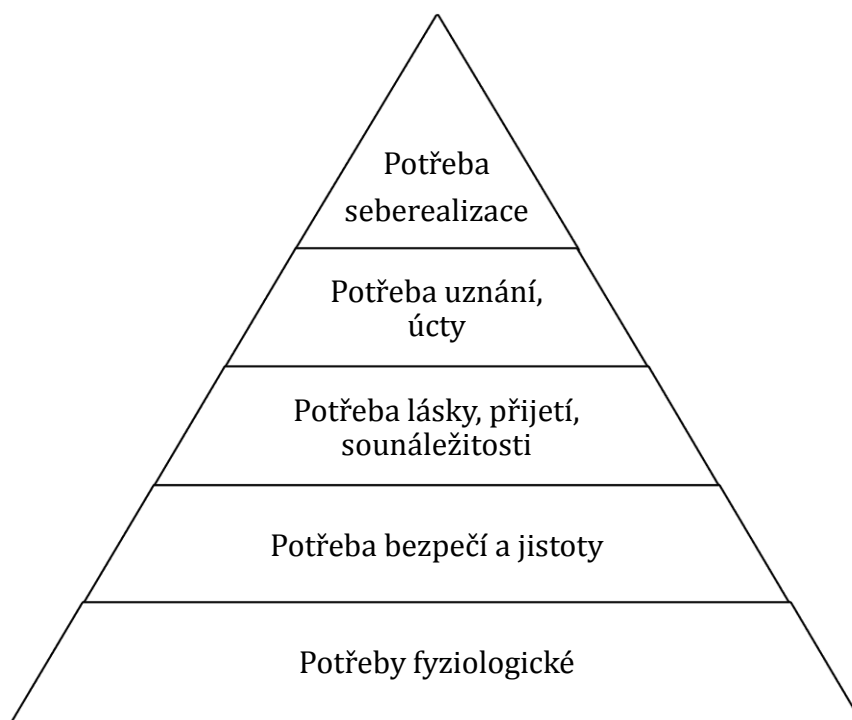 Potřeba
seberealizace
Potřeba uznání,
úcty
Potřeba lásky, přijetí,
sounáležitosti
Potřeba bezpečí a jistoty
Potřeby fyziologické